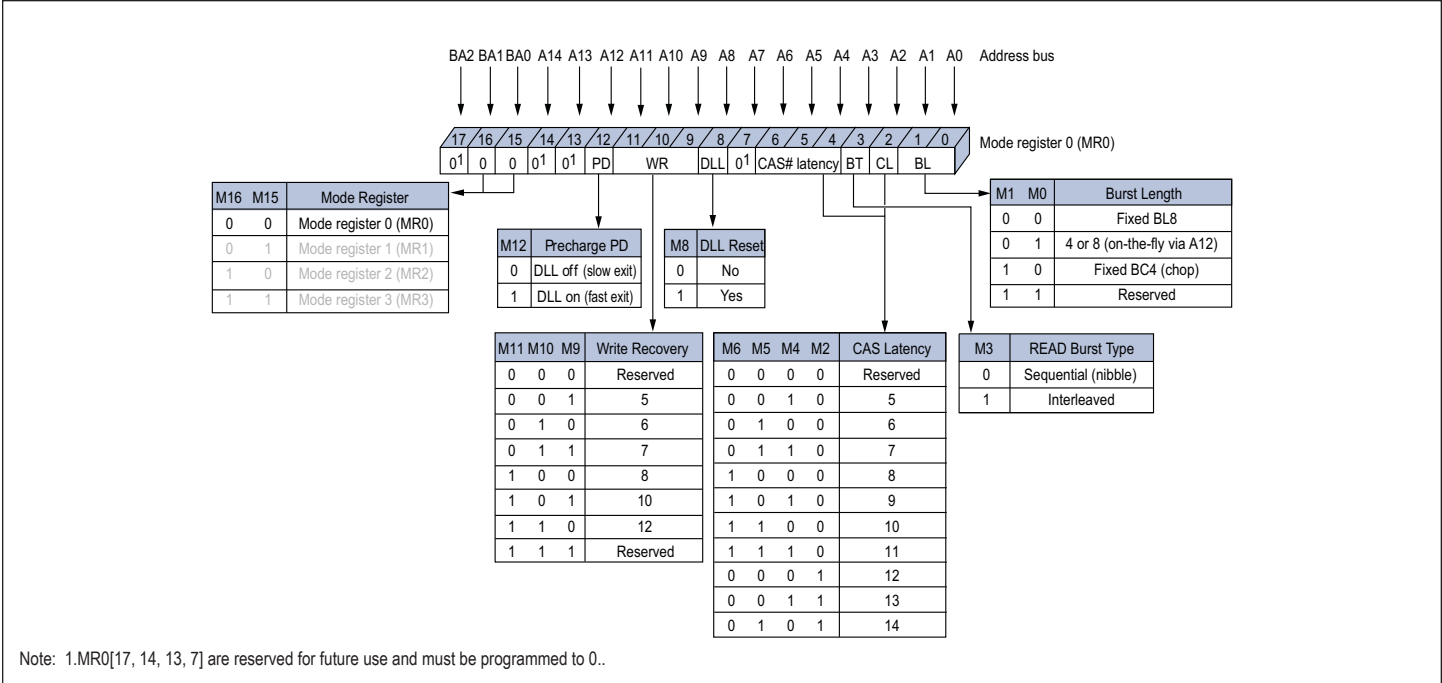 BA2 BA1 BA0 A14 A13 A12 A11 A10 A9 A8 A7 A6 A5 A4 A3 A2 A1 A0 Address bus
17 16 15 14 13 12 11 10 9 8 7 6 5 4 3 2 1 0 Mode register 0 (MR0)
0¹ 0 0 0¹ 0¹ PD WR DLL 0¹ CAS# latency BT CL BL
M16 M15 Mode Register
0 0 Mode register 0 (MR0)
0 1 Mode register 1 (MR1)
1 0 Mode register 2 (MR2)
1 1 Mode register 3 (MR3)
M12 Precharge PD
0 DLL off (slow exit)
1 DLL on (fast exit)
M8 DLL Reset
0 No
1 Yes
M1 M0 Burst Length
0 0 Fixed BL8
0 1 4 or 8 (on-the-fly via A12)
1 0 Fixed BC4 (chop)
1 1 Reserved
M11 M10 M9 Write Recovery
0 0 0 Reserved
0 0 1 5
0 1 0 6
0 1 1 7
1 0 0 8
1 0 1 10
1 1 0 12
1 1 1 Reserved
M6 M5 M4 M2 CAS Latency
0 0 0 0 Reserved
0 0 1 0 5
0 1 0 0 6
0 1 1 0 7
1 0 0 0 8
1 0 1 0 9
1 1 0 0 10
1 1 1 0 11
0 0 0 1 12
0 0 1 1 13
0 1 0 1 14
M3 READ Burst Type
0 Sequential (nibble)
1 Interleaved
Note: 1.MR0[17, 14, 13, 7] are reserved for future use and must be programmed to 0..